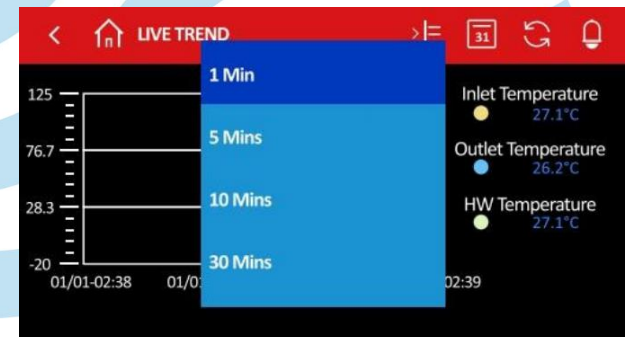 LIVE TREND
31
1 Min
5 Mins
10 Mins
30 Mins
125
76.7
28.3
-20
01/01-02:38
01/0
02:39
Inlet Temperature
27.1°C
Outlet Temperature
26.2°C
HW Temperature
27.1°C